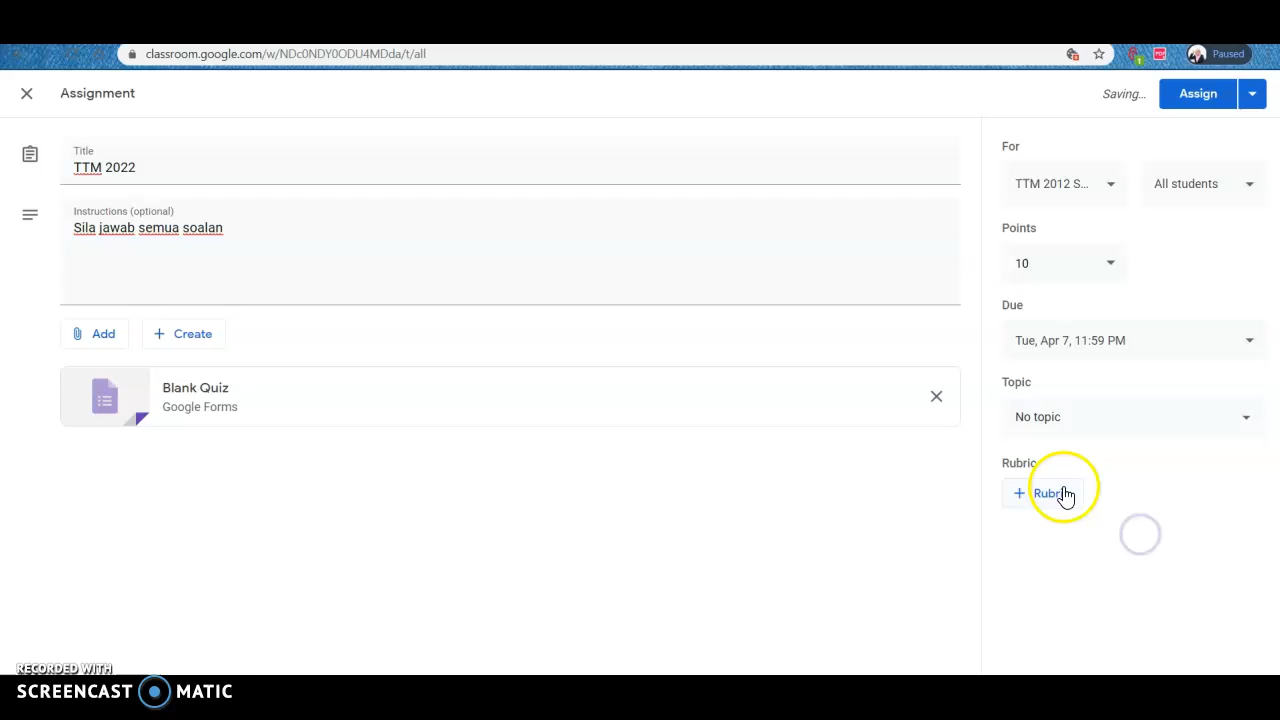 classroom.google.com/w/NDc0NDY0ODU4MDda/t/all
Paused
Assignment
Saving...
Assign
Title
TTM 2022
Instructions (optional)
Sila jawab semua soalan
Add
Create
Blank Quiz
Google Forms
For
TTM 2012 S...
All students
Points
10
Due
Tue, Apr 7, 11:59 PM
Topic
No topic
Rubric
+ Rubric
RECORDED WITH
SCREENCAST MATIC